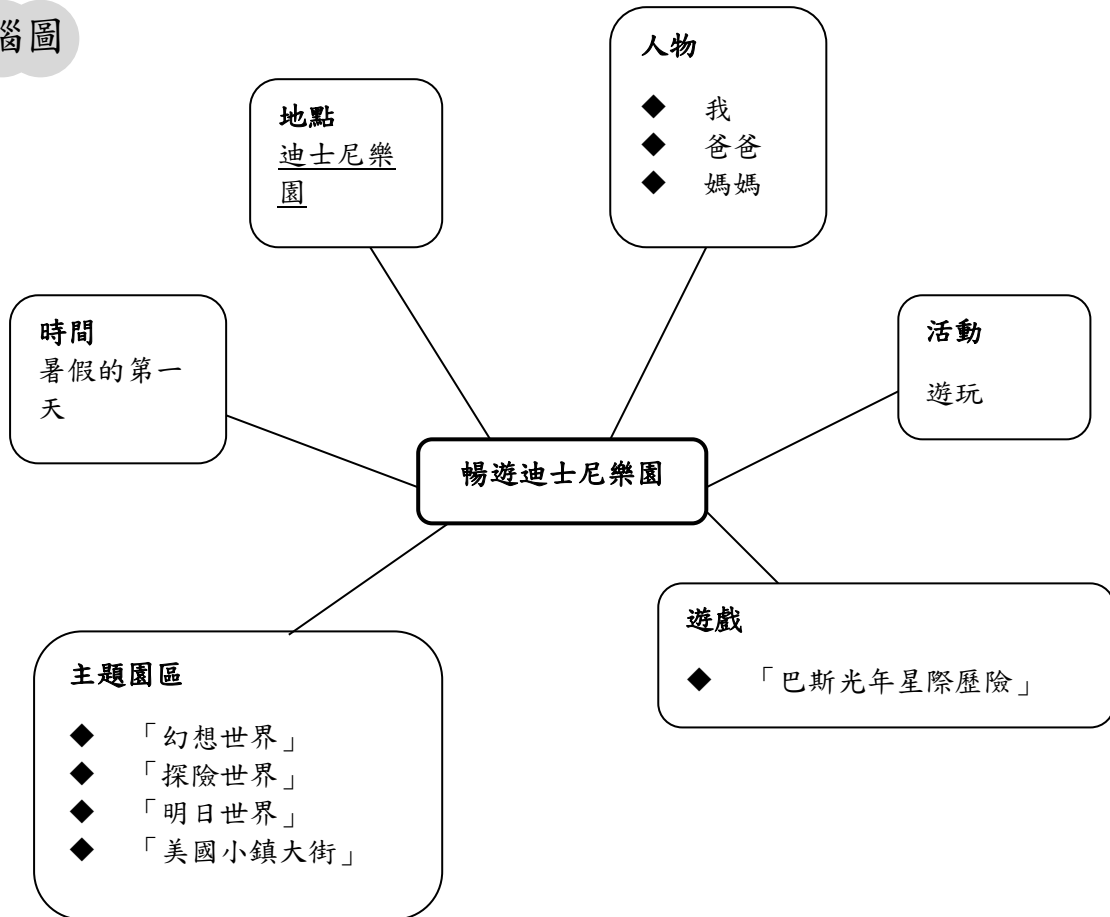 腦圖
人物
◆ 我
◆ 爸爸
◆ 媽媽
地點
迪士尼樂
園
時間
暑假的第一
天
活動
遊玩
暢遊迪士尼樂園
遊戲
◆ 「巴斯光年星際歷險」
主題園區
◆ 「幻想世界」
◆ 「探險世界」
◆ 「明日世界」
◆ 「美國小鎮大街」